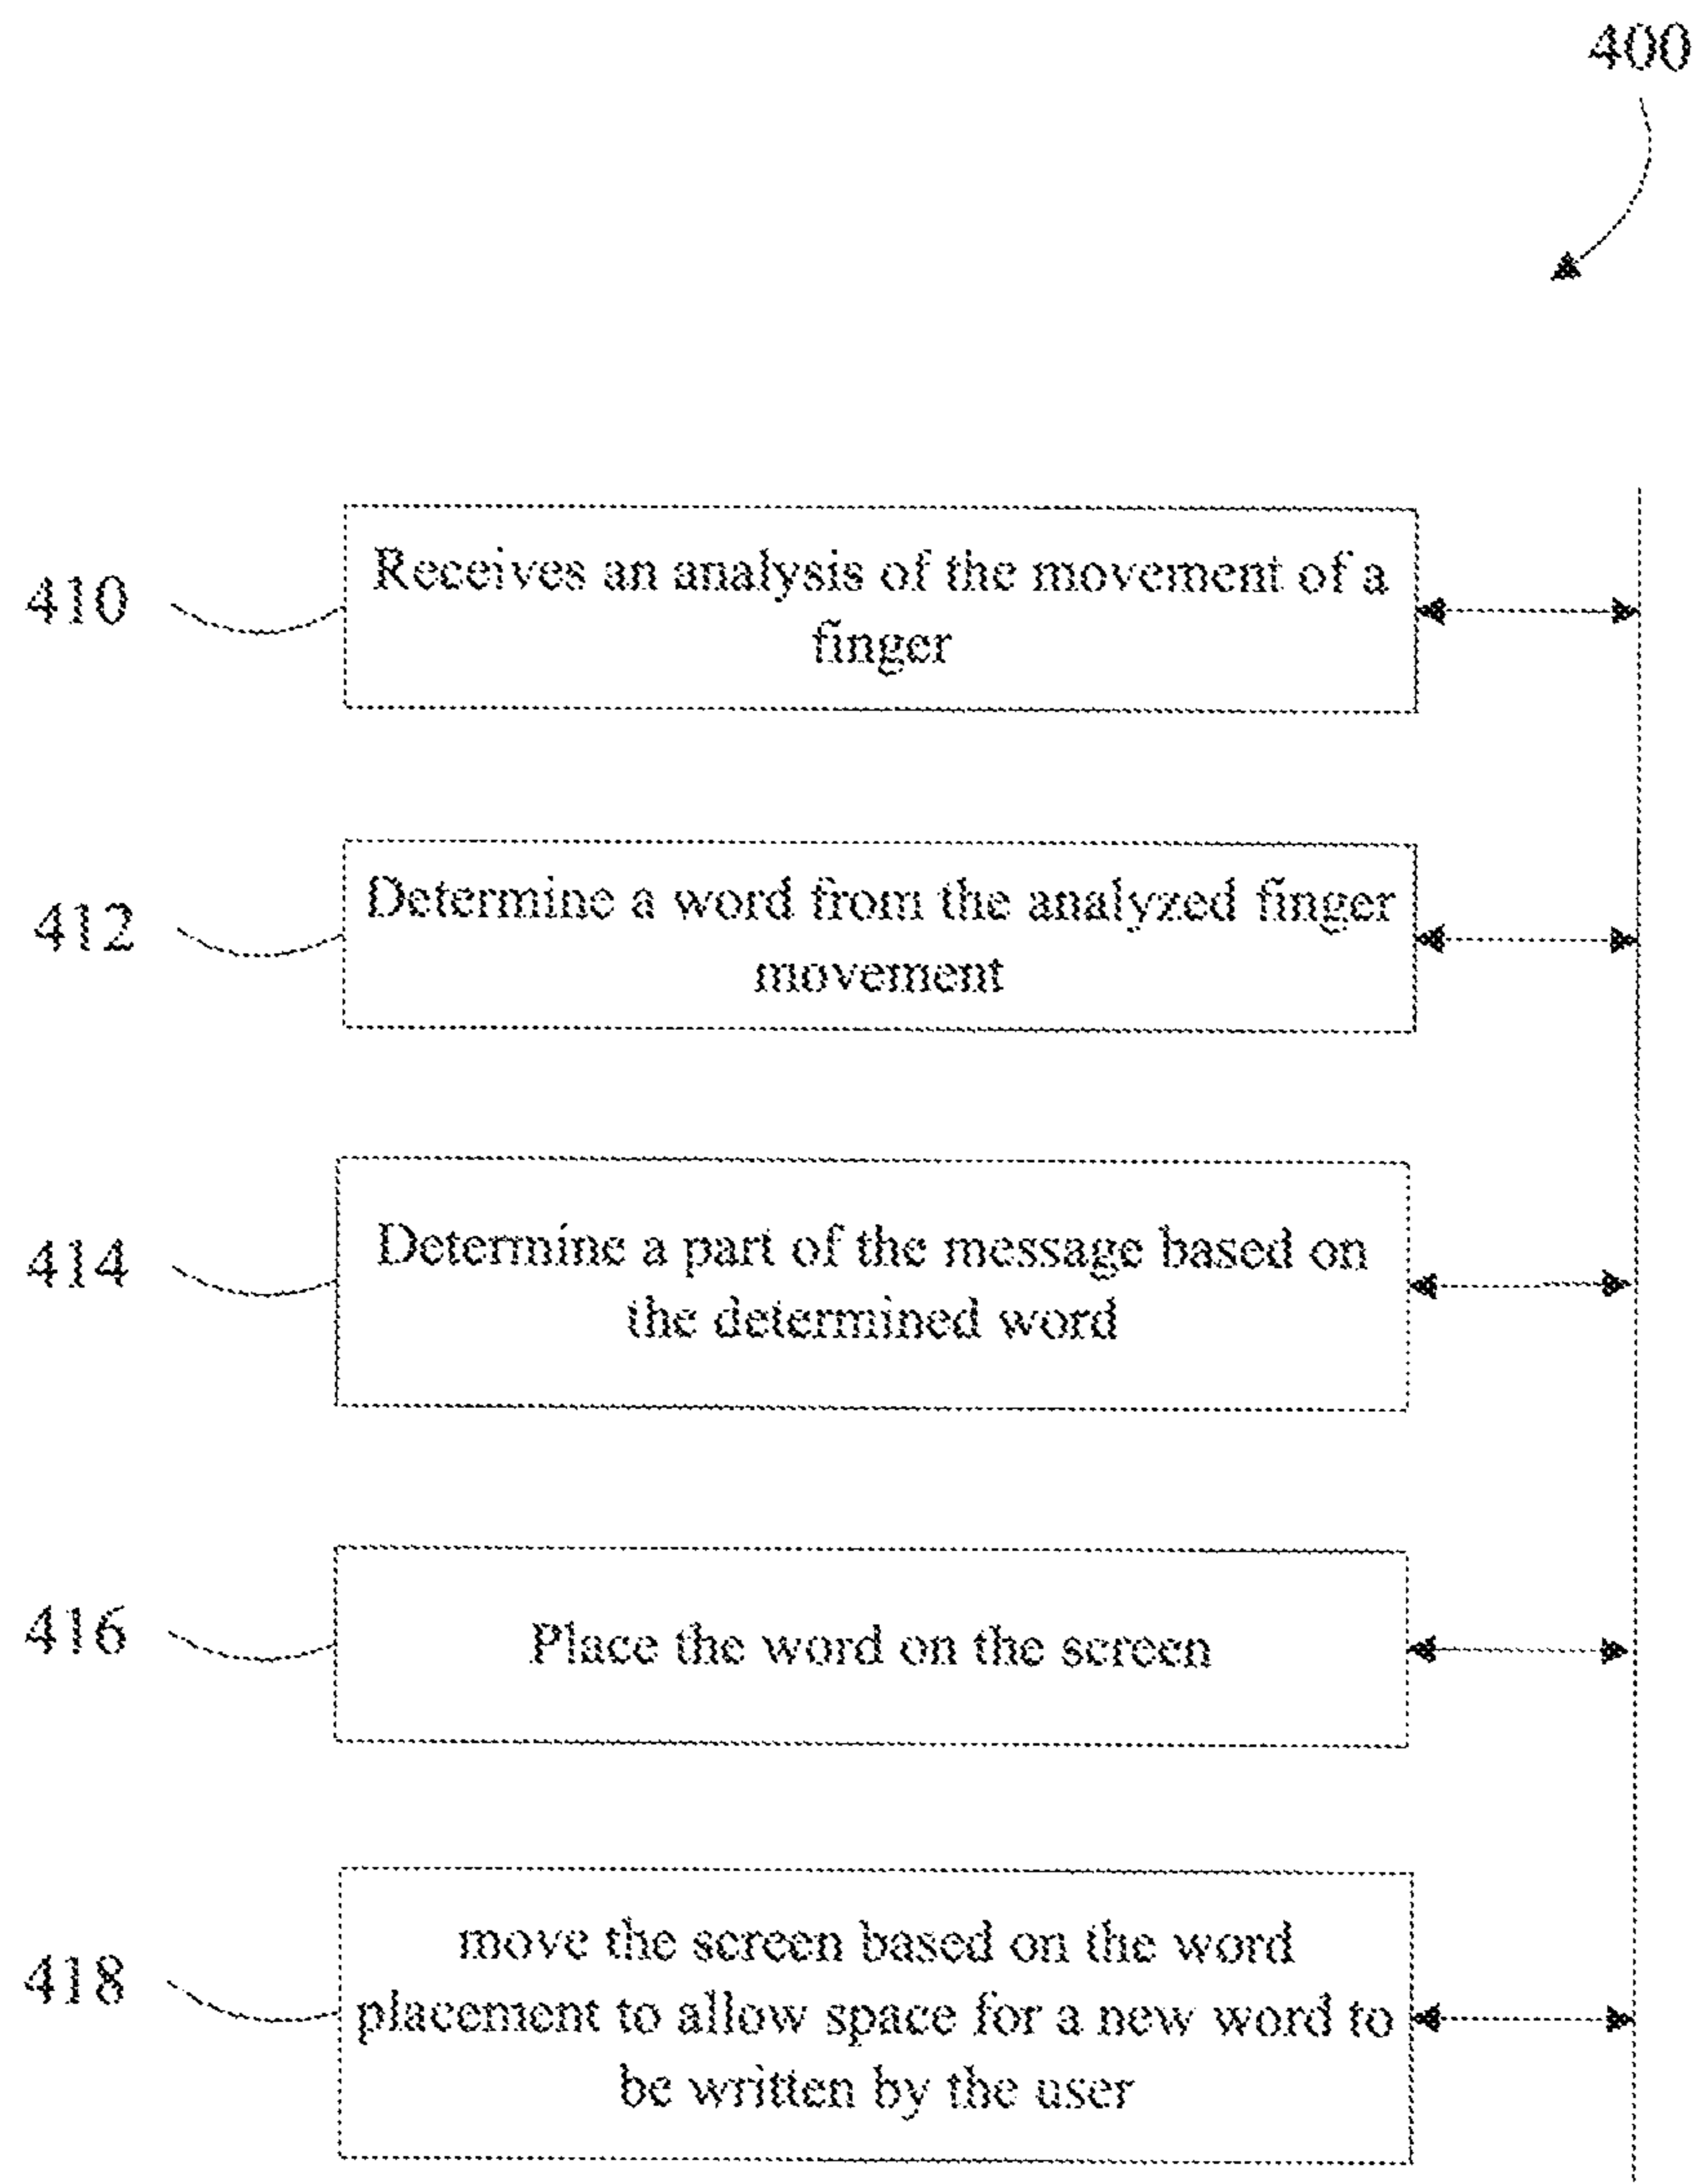 400
410
Receives an analysis of the movement of a
finger
412
Determine a word from the analyzed finger
movement
414
Determine a part of the message based on
the determined word
416
Place the word on the screen
418
move the screen based on the word
placement to allow space for a new word to
be written by the user